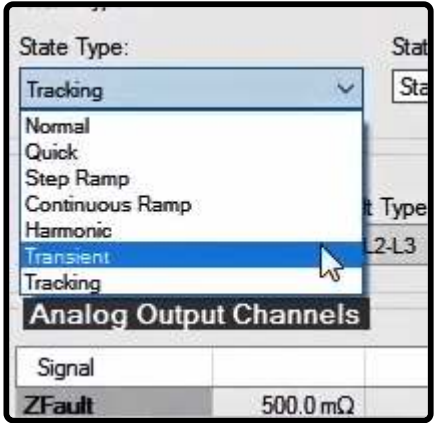 State Type:
Stat
Tracking
Sta
Normal
Quick
Step Ramp
Continuous Ramp
Harmonic
Transient
Tracking
t Type
L2-L3
Analog Output Channels
Signal
ZFault 500.0 mΩ